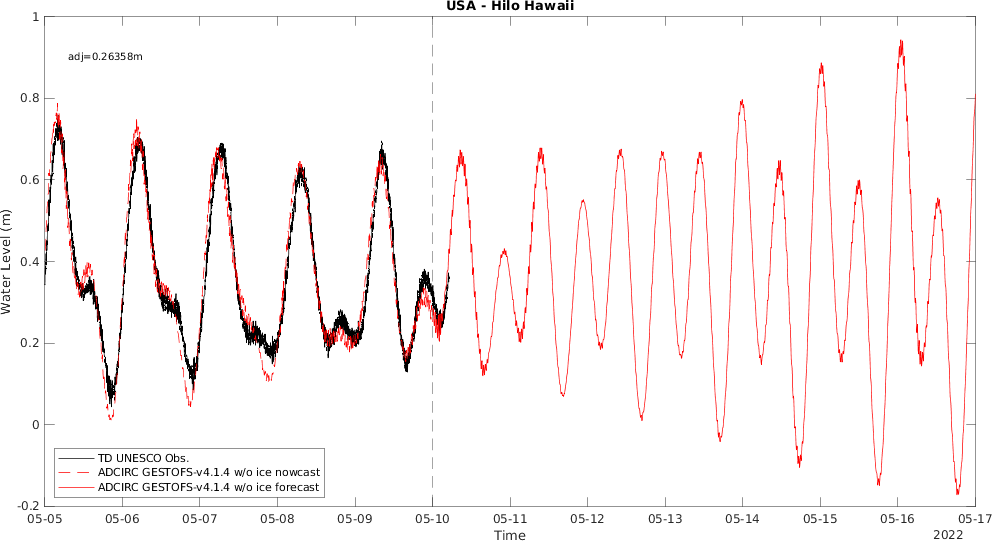 USA - Hilo Hawaii
adj=0.26358m
1
0.8
0.6
0.4
0.2
0
-0.2
Water Level (m)
TD UNESCO Obs.
ADCIRC GESTOFS-v4.1.4 w/o ice nowcast
ADCIRC GESTOFS-v4.1.4 w/o ice forecast
05-05 05-06 05-07 05-08 05-09 05-10 05-11 05-12 05-13 05-14 05-15 05-16 05-17
Time
2022